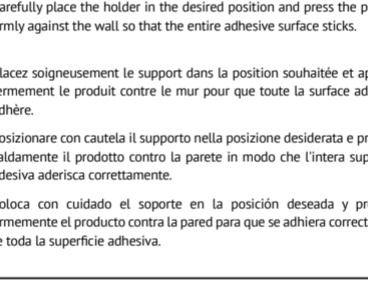 arefully place the holder in the desired position and press the p
rmly against the wall so that the entire adhesive surface sticks.
lacez soigneusement le support dans la position souhaitée et ap
ermement le produit contre le mur pour que toute la surface ad
dhère.
osizionare con cautela il supporto nella posizione desiderata e pr
aldamente il prodotto contro la parete in modo che l'intera sup
desiva aderisca correttamente.
oloca con cuidado el soporte en la posición deseada y pr
rmemente el producto contra la pared para que se adhiera correct
e toda la superficie adhesiva.